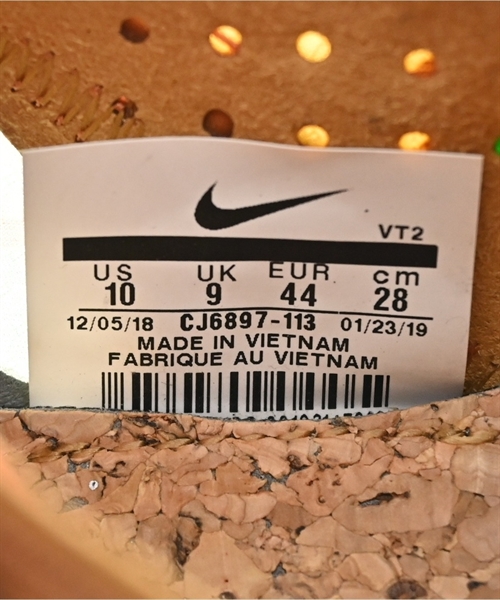 VT2
US UK EUR cm
10 9 44 28
12/05/18 CJ6897-113 01/23/19
MADE IN VIETNAM
FABRIQUE AU VIETNAM